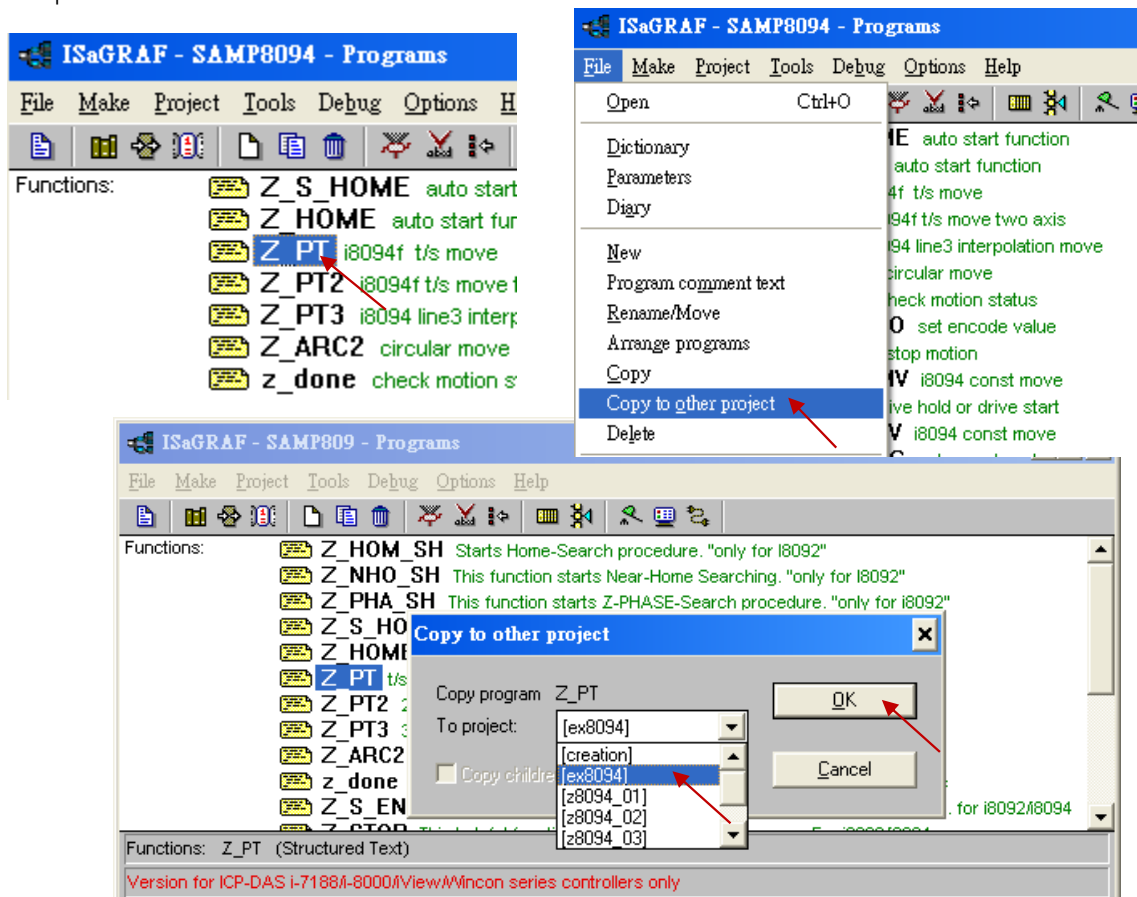 ISaGRAF - SAMP8094 - Programs
File Make Project Tools Debug Options H
Functions:
Z_S_HOME auto start
Z_HOME auto start fur
Z_PT i8094f t/s move
Z_PT2 i8094f t/s move t
Z_PT3 i8094 line3 interp
Z_ARC2 circular move
z_done check motion s
ISaGRAF - SAMP8094 - Programs
File Make Project Tools Debug Options Help
Open Ctrl+O
Dictionary
Parameters
Diary
New
Program comment text
Rename/Move
Arrange programs
Copy
Copy to other project
Delete
ME auto start function
auto start function
4f t/s move
94f t/s move two axis
94 line3 interpolation move
circular move
heck motion status
O set encode value
stop motion
MV i8094 const move
ive hold or drive start
V i8094 const move
ISaGRAF - SAMP809 - Programs
File Make Project Tools Debug Options Help
Functions:
Z_HOM_SH Starts Home-Search procedure. "only for I8092"
Z_NHO_SH This function starts Near-Home Searching. "only for I8092"
Z_PHA_SH This function starts Z-PHASE-Search procedure. "only for i8092"
Z_S_HO
Z_HOME
Z_PT t/s
Z_PT2 2
Z_PT3 3
Z_ARC2
z_done
Z_S_EN . for i8092/i8094
Z_STOP
Copy to other project
Copy program Z_PT
To project: [ex8094]
[creation]
[ex8094]
[z8094_01]
[z8094_02]
[z8094_03]
Copy childre
OK
Cancel
Functions: Z_PT (Structured Text)
Version for ICP-DAS i-7188/i-8000/iView/Wincon series controllers only